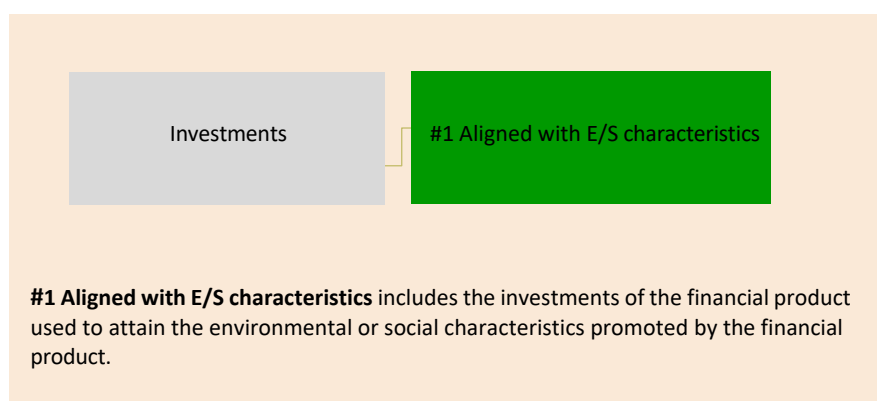 Investments
#1 Aligned with E/S characteristics
#1 Aligned with E/S characteristics includes the investments of the financial product
used to attain the environmental or social characteristics promoted by the financial
product.